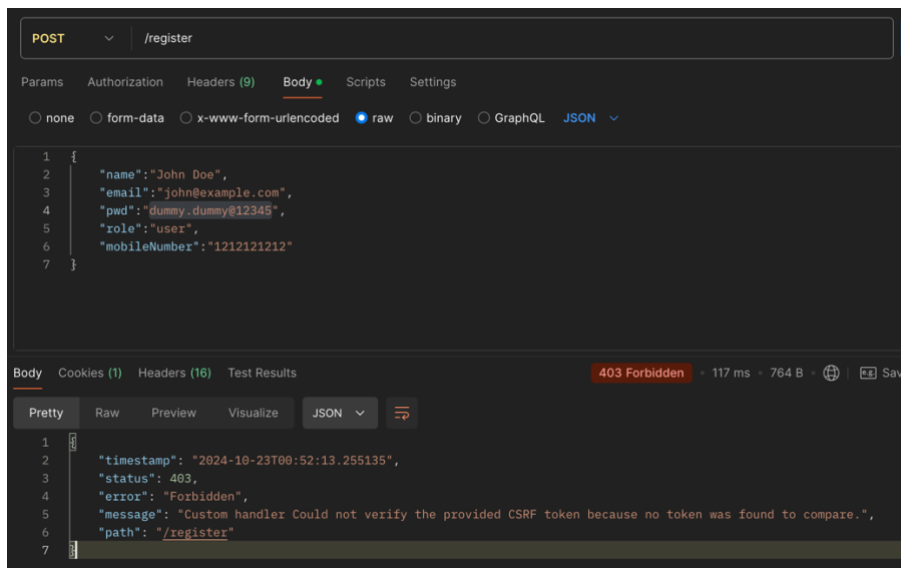 POST /register
Params Authorization Headers (9) Body Scripts Settings
none form-data x-www-form-urlencoded raw binary GraphQL JSON
1 {
2 "name":"John Doe",
3 "email":"john@example.com",
4 "pwd":"dummy.dummy@12345",
5 "role":"user",
6 "mobileNumber":"1212121212"
7 }
Body Cookies (1) Headers (16) Test Results 403 Forbidden • 117 ms • 764 B • e.g. Sav
Pretty Raw Preview Visualize JSON
1 {
2 "timestamp": "2024-10-23T00:52:13.255135",
3 "status": 403,
4 "error": "Forbidden",
5 "message": "Custom handler Could not verify the provided CSRF token because no token was found to compare.",
6 "path": "/register"
7 }